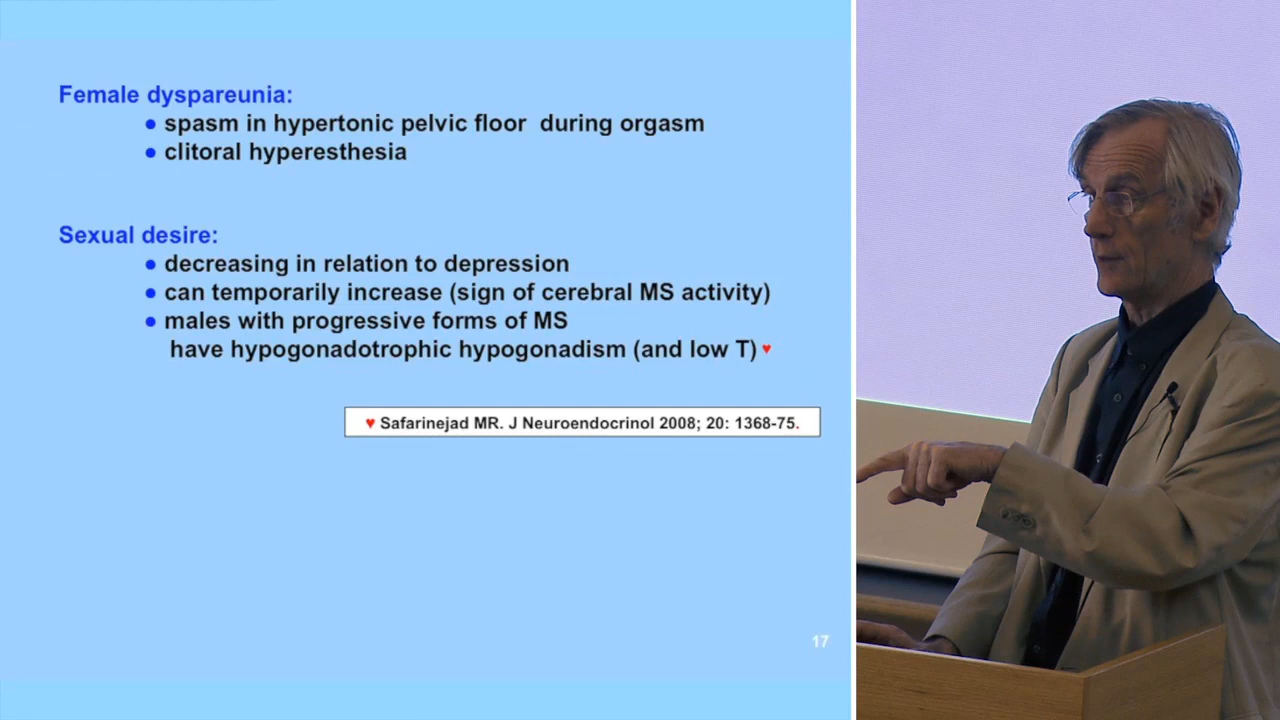 Female dyspareunia:
● spasm in hypertonic pelvic floor during orgasm
● clitoral hyperesthesia
Sexual desire:
● decreasing in relation to depression
● can temporarily increase (sign of cerebral MS activity)
● males with progressive forms of MS
have hypogonadotrophic hypogonadism (and low T) ♥
♥ Safarinejad MR. J Neuroendocrinol 2008; 20: 1368-75.
17